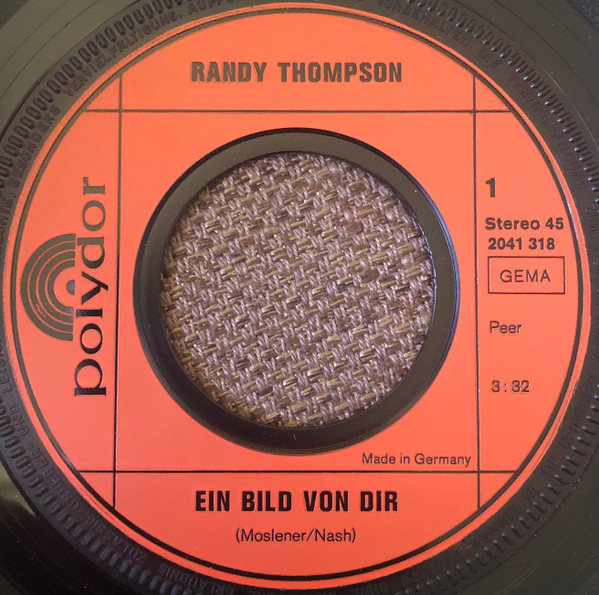 RANDY THOMPSON
polydor
1
Stereo 45
2041 318
GEMA
Peer
3:32
Made in Germany
EIN BILD VON DIR
(Moslener/Nash)